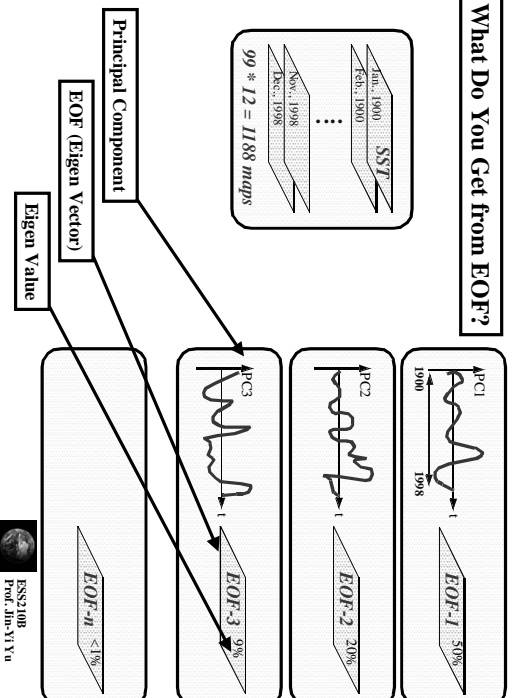 What Do You Get from EOF?
SST
Jan., 1900
Feb., 1900
....
Nov., 1998
Dec., 1998
99 * 12 = 1188 maps
Principal Component
EOF (Eigen Vector)
Eigen Value
PC1
1900
1998
t
EOF-1 50%
PC2
t
EOF-2 20%
PC3
t
EOF-3 9%
EOF-n <1%
ESS210B
Prof. Jin-Yi Yu